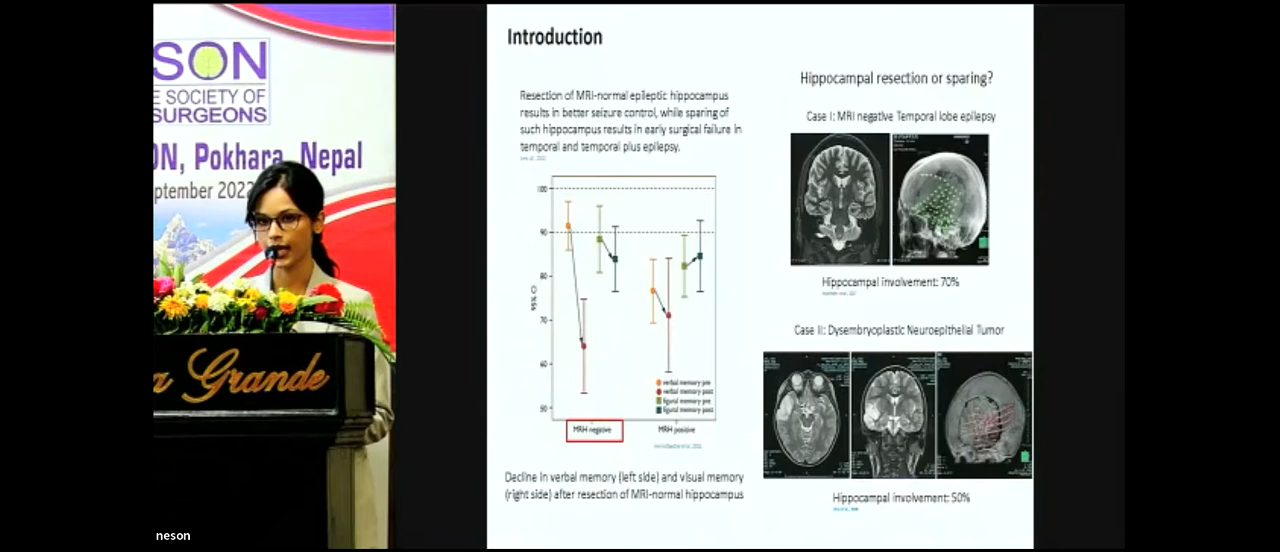 SON
E SOCIETY OF
SURGEONS
ON, Pokhara, Nepal
ptember 2022
a Grande
neson
Introduction
Resection of MRI-normal epileptic hippocampus
results in better seizure control, while sparing of
such hippocampus results in early surgical failure in
temporal and temporal plus epilepsy.
100
90
80
70
60
50
95% CI
verbal memory pre
verbal memory post
figural memory pre
figural memory post
MRH negative
MRH positive
Decline in verbal memory (left side) and visual memory
(right side) after resection of MRI-normal hippocampus
Hippocampal resection or sparing?
Case I: MRI negative Temporal lobe epilepsy
Hippocampal involvement: 70%
Case II: Dysembryoplastic Neuroepithelial Tumor
Hippocampal involvement: 50%